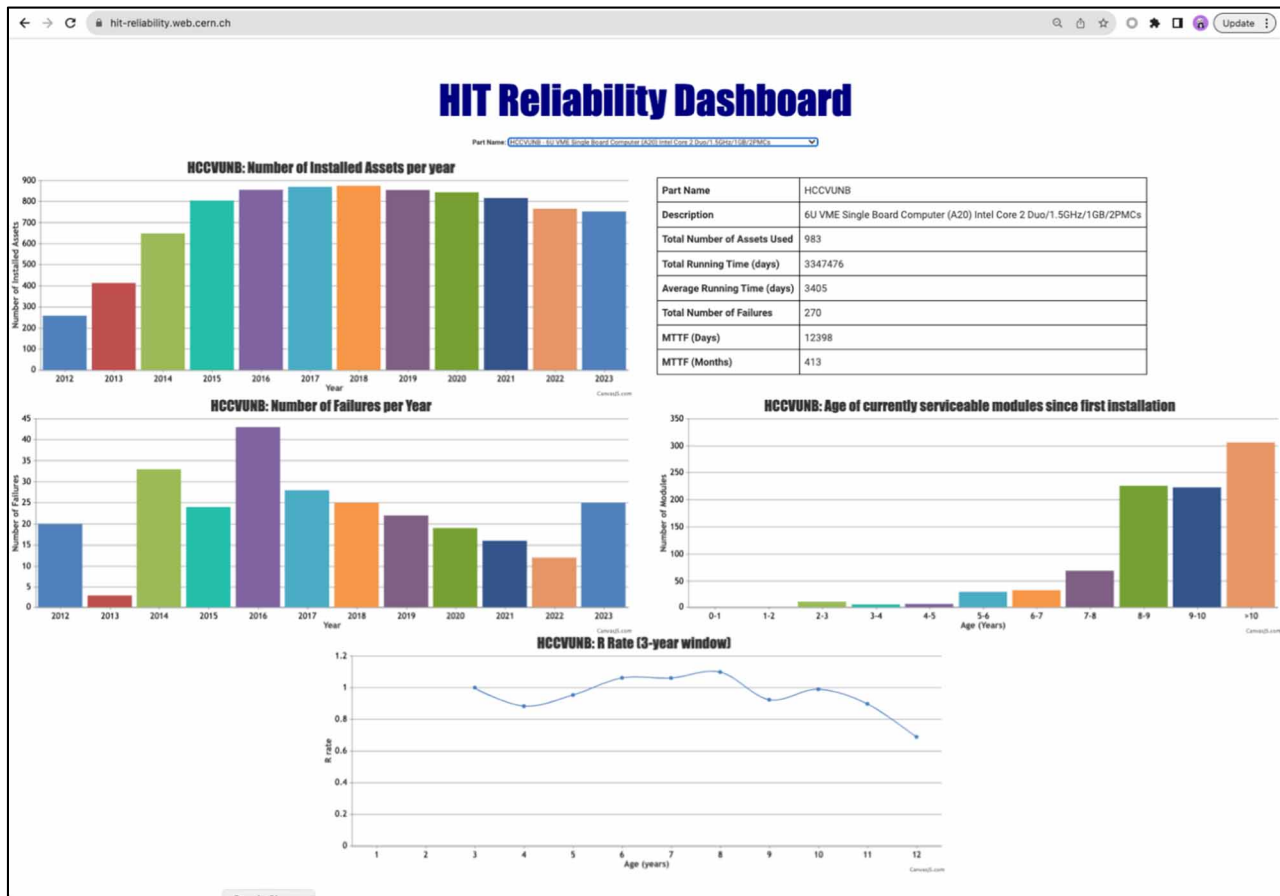 hit-reliability.web.cern.ch
Update
HIT Reliability Dashboard
Part Name: HCCVUNB - 6U VME Single Board Computer (A20) Intel Core 2 Duo/1.5GHz/1GB/2PMCs
HCCVUNB: Number of Installed Assets per year
Number of Installed Assets
900
800
700
600
500
400
300
200
100
0
2012 2013 2014 2015 2016 2017 2018 2019 2020 2021 2022 2023
Year
CanvasJS.com
Part Name HCCVUNB
Description 6U VME Single Board Computer (A20) Intel Core 2 Duo/1.5GHz/1GB/2PMCs
Total Number of Assets Used 983
Total Running Time (days) 3347476
Average Running Time (days) 3405
Total Number of Failures 270
MTTF (Days) 12398
MTTF (Months) 413
HCCVUNB: Number of Failures per Year
Number of Failures
45
40
35
30
25
20
15
10
5
0
2012 2013 2014 2015 2016 2017 2018 2019 2020 2021 2022 2023
Year
CanvasJS.com
HCCVUNB: Age of currently serviceable modules since first installation
Number of Modules
350
300
250
200
150
100
50
0
0-1 1-2 2-3 3-4 4-5 5-6 6-7 7-8 8-9 9-10 >10
Age (Years)
CanvasJS.com
HCCVUNB: R Rate (3-year window)
R rate
1.2
1
0.8
0.6
0.4
0.2
0
1 2 3 4 5 6 7 8 9 10 11 12
Age (years)
CanvasJS.com